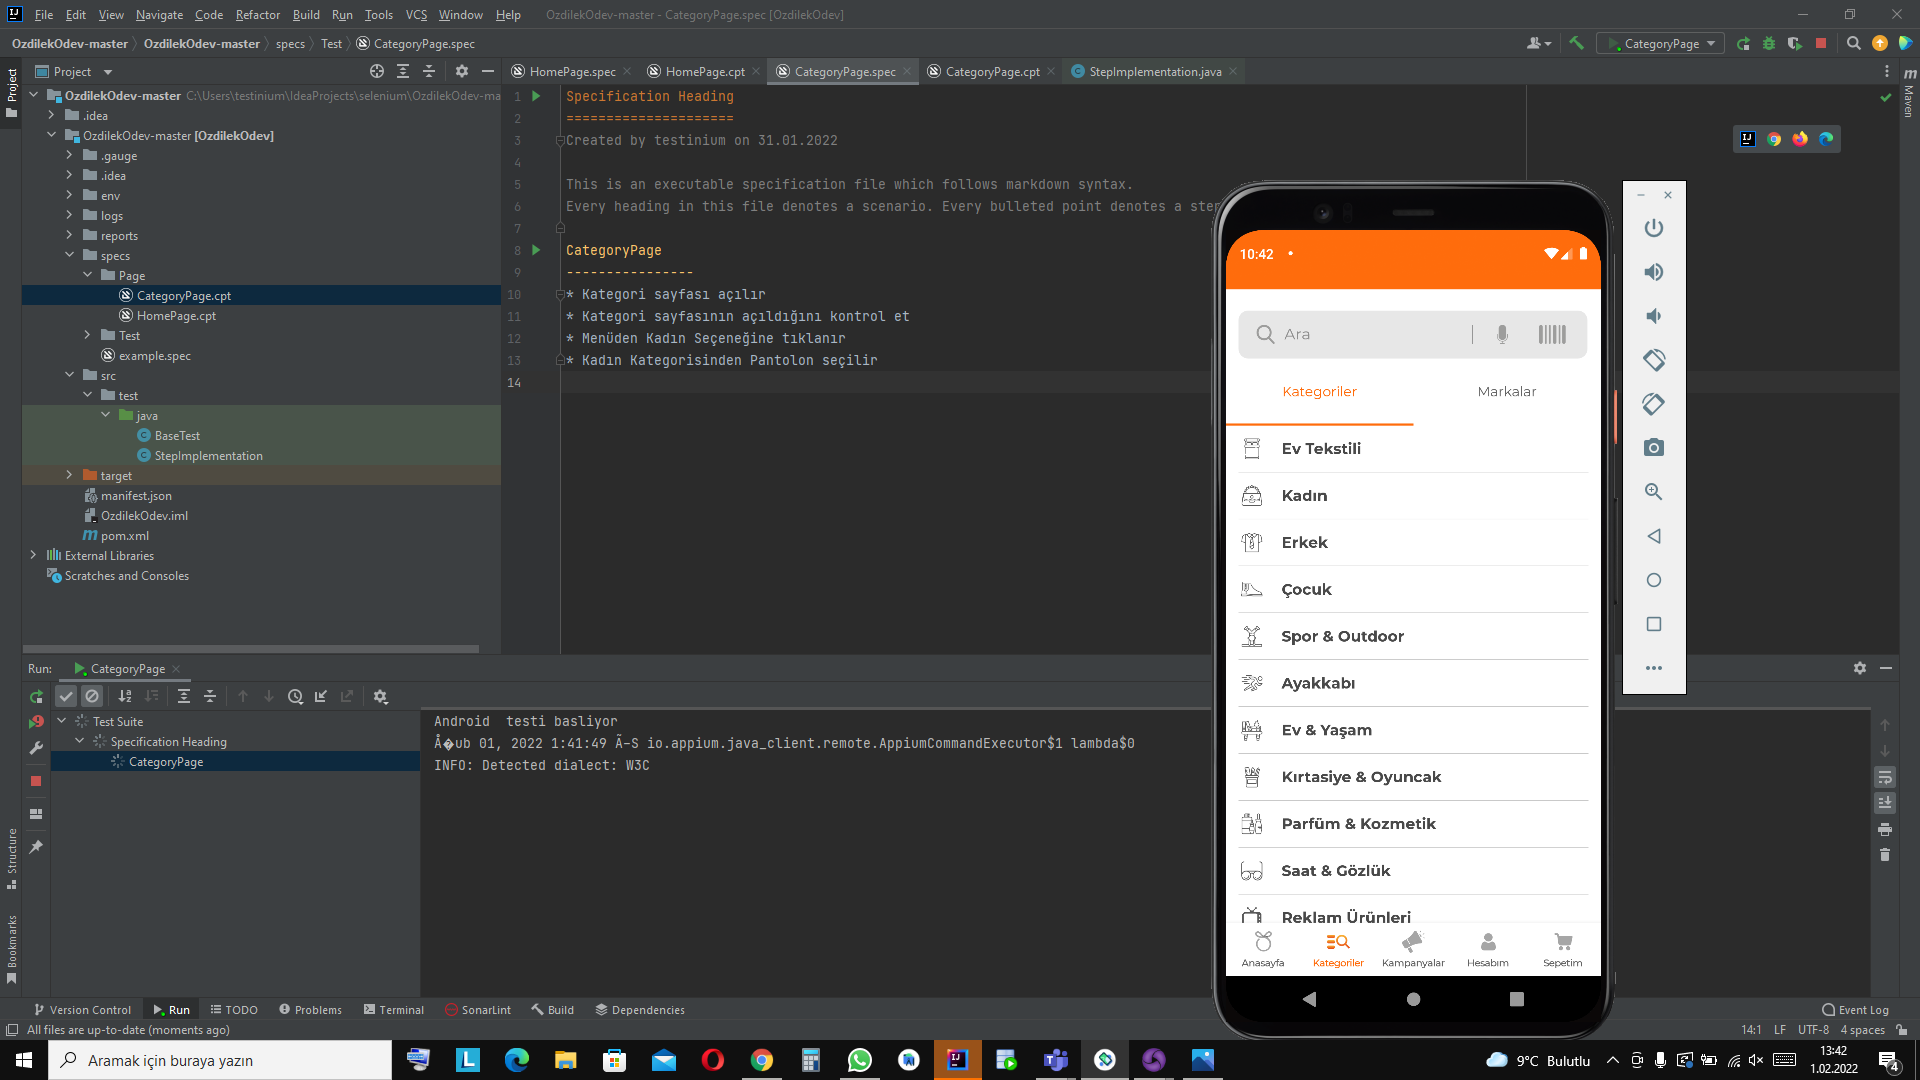 File Edit View Navigate Code Refactor Build Run Tools VCS Window Help OzdilekOdev-master - CategoryPage.spec [OzdilekOdev]
OzdilekOdev-master OzdilekOdev-master specs Test CategoryPage.spec CategoryPage
Project HomePage.spec HomePage.cpt CategoryPage.spec CategoryPage.cpt StepImplementation.java
Project
Structure
Bookmarks
Maven
OzdilekOdev-master C:\Users\testinium\IdeaProjects\selenium\OzdilekOdev-ma
.idea
OzdilekOdev-master [OzdilekOdev]
.gauge
.idea
env
logs
reports
specs
Page
CategoryPage.cpt
HomePage.cpt
Test
example.spec
src
test
java
BaseTest
StepImplementation
target
manifest.json
OzdilekOdev.iml
pom.xml
External Libraries
Scratches and Consoles
1 Specification Heading
2 =====================
3 Created by testinium on 31.01.2022
4
5 This is an executable specification file which follows markdown syntax.
6 Every heading in this file denotes a scenario. Every bulleted point denotes a ste
7
8 CategoryPage
9 ----------------
10 * Kategori sayfası açılır
11 * Kategori sayfasının açıldığını kontrol et
12 * Menüden Kadın Seçeneğine tıklanır
13 * Kadın Kategorisinden Pantolon seçilir
14
10:42
Ara
Kategoriler Markalar
Ev Tekstili
Kadın
Erkek
Çocuk
Spor & Outdoor
Ayakkabı
Ev & Yaşam
Kırtasiye & Oyuncak
Parfüm & Kozmetik
Saat & Gözlük
Reklam Ürünleri
Anasayfa Kategoriler Kampanyalar Hesabım Sepetim
Run: CategoryPage
Test Suite
Specification Heading
CategoryPage
Android  testi basliyor
Å�ub 01, 2022 1:41:49 Ã-S io.appium.java_client.remote.AppiumCommandExecutor$1 lambda$0
INFO: Detected dialect: W3C
Version Control Run TODO Problems Terminal SonarLint Build Dependencies Event Log
All files are up-to-date (moments ago) 14:1 LF UTF-8 4 spaces
Aramak için buraya yazın 9°C Bulutlu 13:42
1.02.2022
4